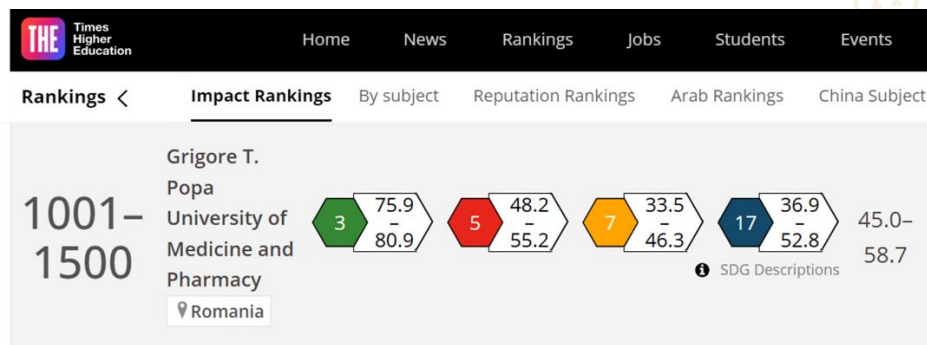 THE Times
Higher
Education
Home News Rankings Jobs Students Events
Rankings Impact Rankings By subject Reputation Rankings Arab Rankings China Subject
1001–
1500
Grigore T.
Popa
University of
Medicine and
Pharmacy
Romania
3 75.9
–
80.9
5 48.2
–
55.2
7 33.5
–
46.3
17 36.9
–
52.8
SDG Descriptions
45.0–
58.7